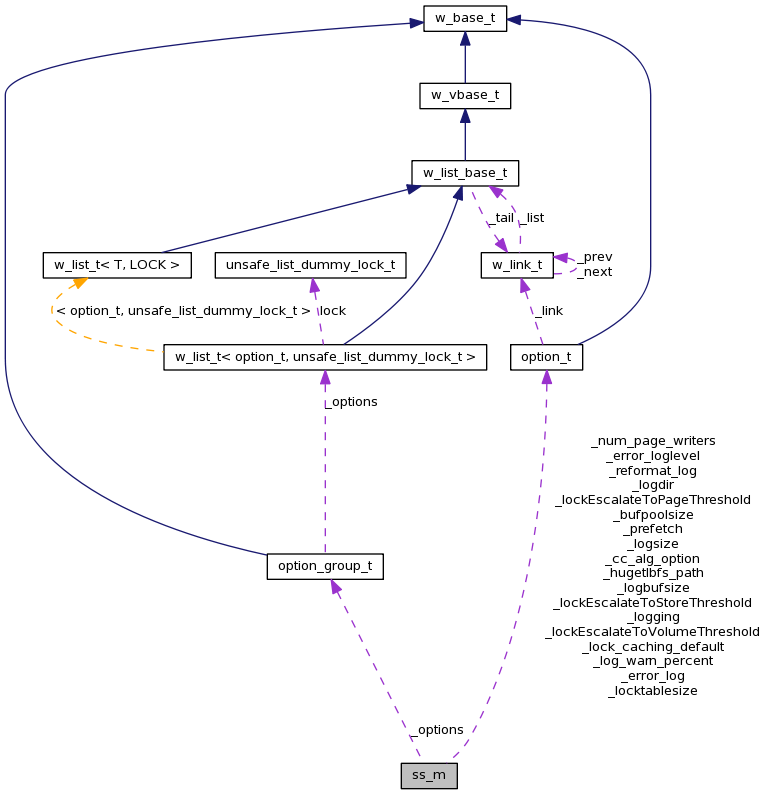 w_base_t
w_vbase_t
w_list_base_t
_tail
_list
w_list_t< T, LOCK >
unsafe_list_dummy_lock_t
w_link_t
_prev
_next
< option_t, unsafe_list_dummy_lock_t >
lock
_link
w_list_t< option_t, unsafe_list_dummy_lock_t >
option_t
_options
_num_page_writers
_error_loglevel
_reformat_log
_logdir
_lockEscalateToPageThreshold
_bufpoolsize
_prefetch
_logsize
_cc_alg_option
_hugetlbfs_path
_logbufsize
_lockEscalateToStoreThreshold
_logging
_lockEscalateToVolumeThreshold
_lock_caching_default
_log_warn_percent
_error_log
_locktablesize
option_group_t
_options
ss_m